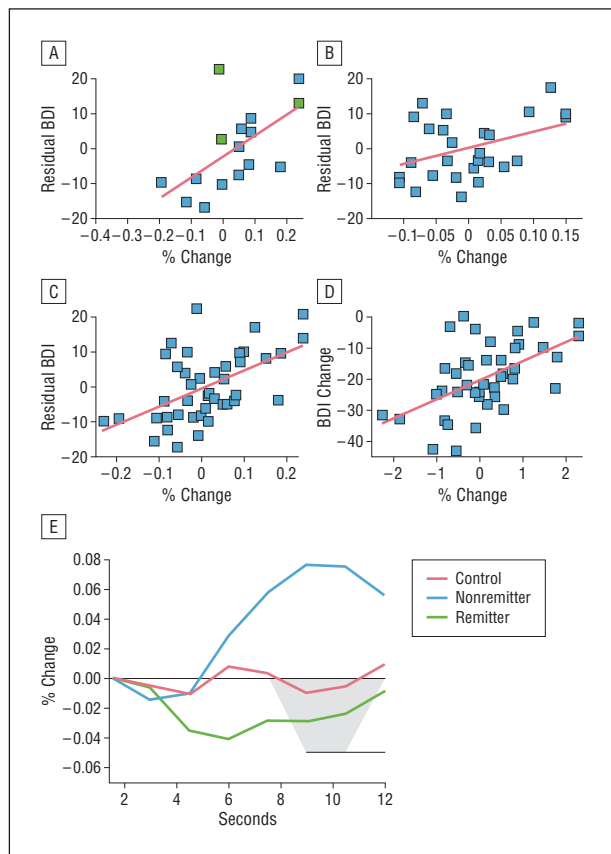 A
B
Residual BDI
20
10
0
−10
−20
−0.4 −0.3 −0.2 −0.1 0 0.1 0.2
% Change
Residual BDI
20
10
0
−10
−20
−0.1 −0.05 0 0.05 0.10 0.15
% Change
C
D
Residual BDI
20
10
0
−10
−20
−0.2 −0.1 0 0.1 0.2
% Change
BDI Change
0
−10
−20
−30
−40
−2 −1 0 1 2
% Change
E
% Change
0.08
0.06
0.04
0.02
0.00
−0.02
−0.04
−0.06
2 4 6 8 10 12
Seconds
Control
Nonremitter
Remitter